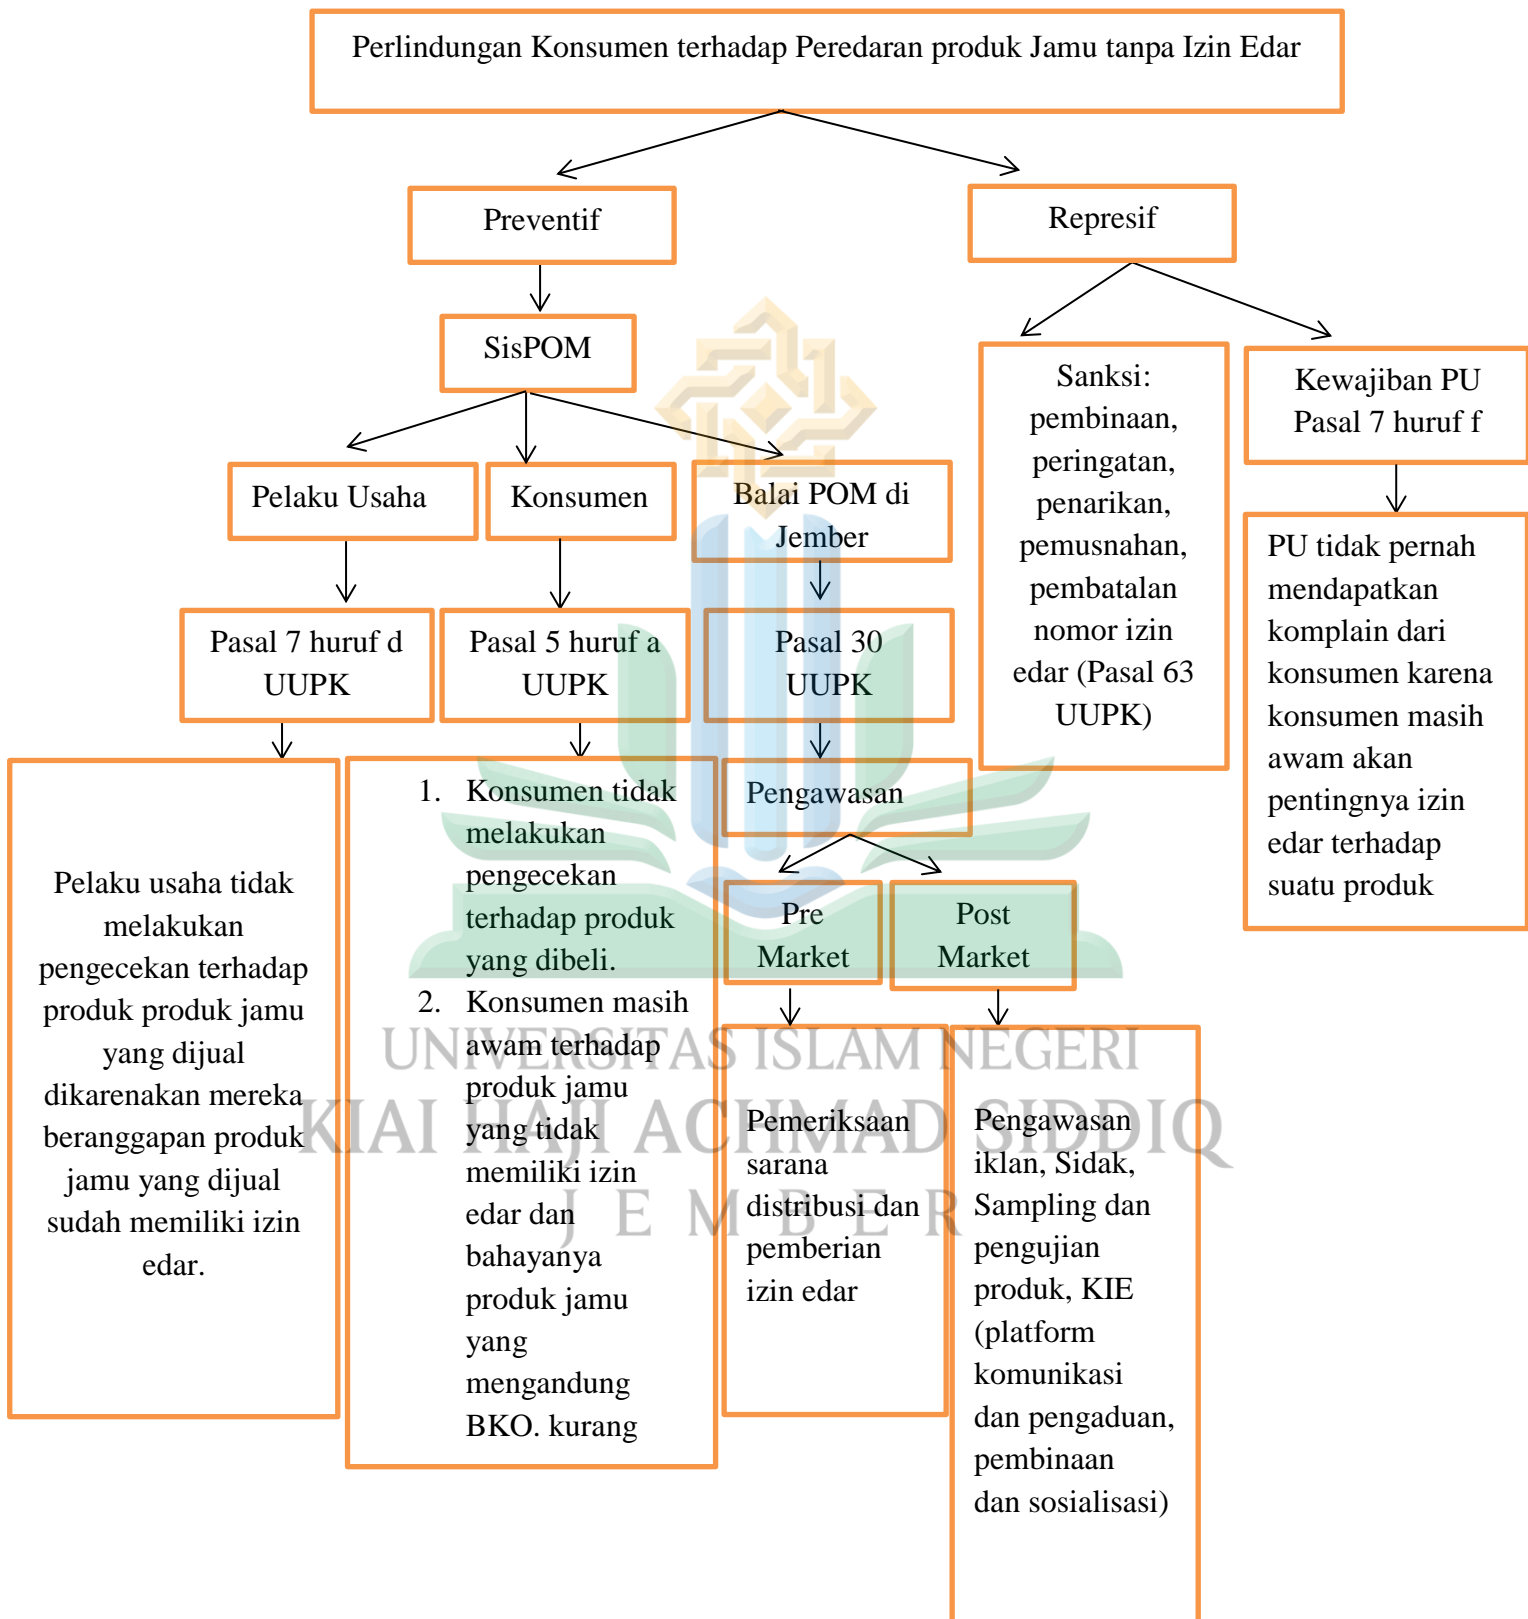 Perlindungan Konsumen terhadap Peredaran produk Jamu tanpa Izin Edar
Preventif
Represif
SisPOM
Sanksi:
pembinaan,
peringatan,
penarikan,
pemusnahan,
pembatalan
nomor izin
edar (Pasal 63
UUPK)
Kewajiban PU
Pasal 7 huruf f
Pelaku Usaha
Konsumen
Balai POM di
Jember
PU tidak pernah
mendapatkan
komplain dari
konsumen karena
konsumen masih
awam akan
pentingnya izin
edar terhadap
suatu produk
Pasal 7 huruf d
UUPK
Pasal 5 huruf a
UUPK
Pasal 30
UUPK
Pelaku usaha tidak
melakukan
pengecekan terhadap
produk produk jamu
yang dijual
dikarenakan mereka
beranggapan produk
jamu yang dijual
sudah memiliki izin
edar.
1. Konsumen tidak
melakukan
pengecekan
terhadap produk
yang dibeli.
2. Konsumen masih
awam terhadap
produk jamu
yang tidak
memiliki izin
edar dan
bahayanya
produk jamu
yang
mengandung
BKO. kurang
Pengawasan
Pre
Market
Post
Market
Pemeriksaan
sarana
distribusi dan
pemberian
izin edar
Pengawasan
iklan, Sidak,
Sampling dan
pengujian
produk, KIE
(platform
komunikasi
dan pengaduan,
pembinaan
dan sosialisasi)
UNIVERSITAS ISLAM NEGERI
KIAI HAJI ACHMAD SIDDIQ
JEMBER